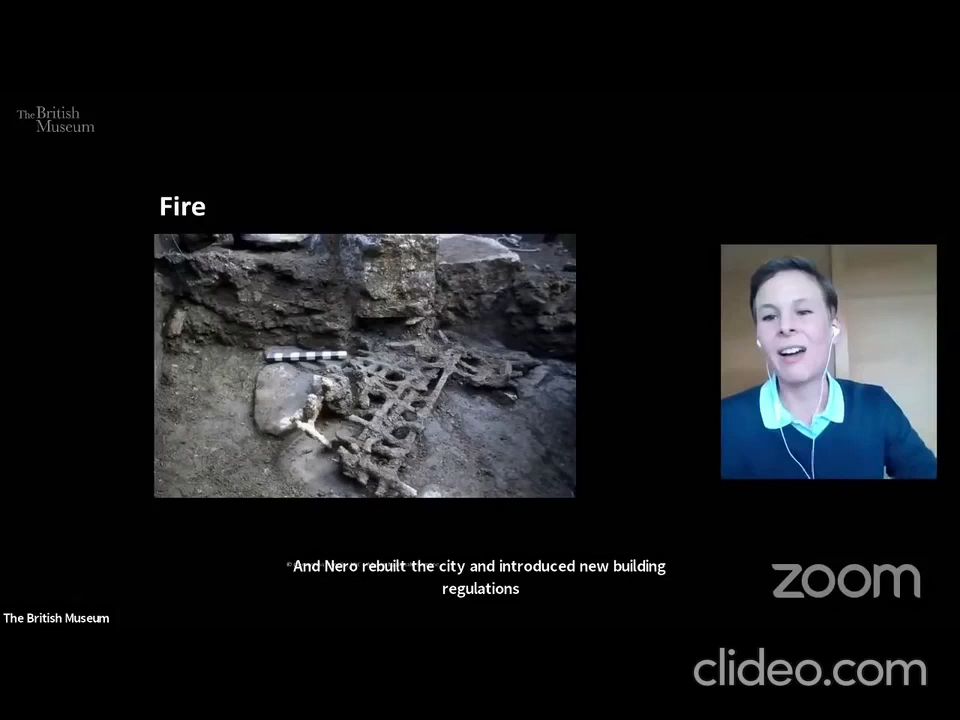 The British
Museum
Fire
And Nero rebuilt the city and introduced new building
regulations
zoom
The British Museum
clideo.com